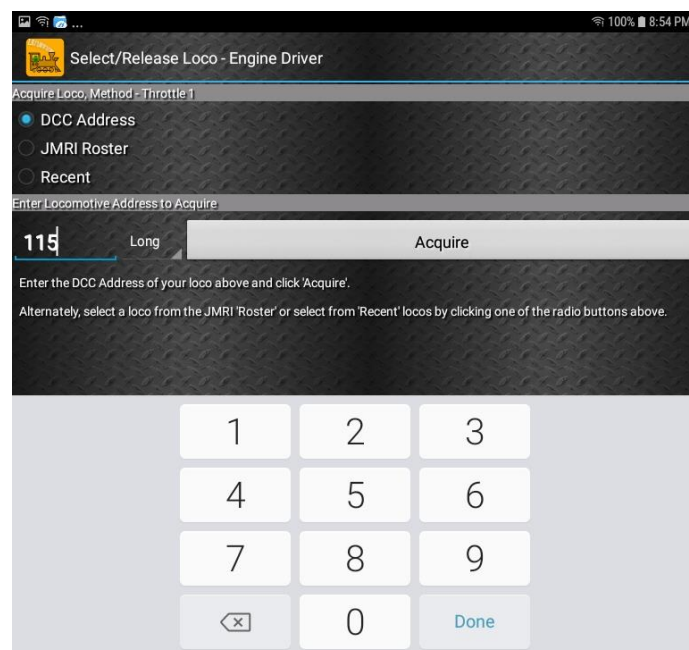 ... 100% 8:54 PM
Select/Release Loco - Engine Driver
Acquire Loco, Method - Throttle 1
DCC Address
JMRI Roster
Recent
Enter Locomotive Address to Acquire
115 Long Acquire
Enter the DCC Address of your loco above and click 'Acquire'.
Alternately, select a loco from the JMRI 'Roster' or select from 'Recent' locos by clicking one of the radio buttons above.
1 2 3
4 5 6
7 8 9
0 Done